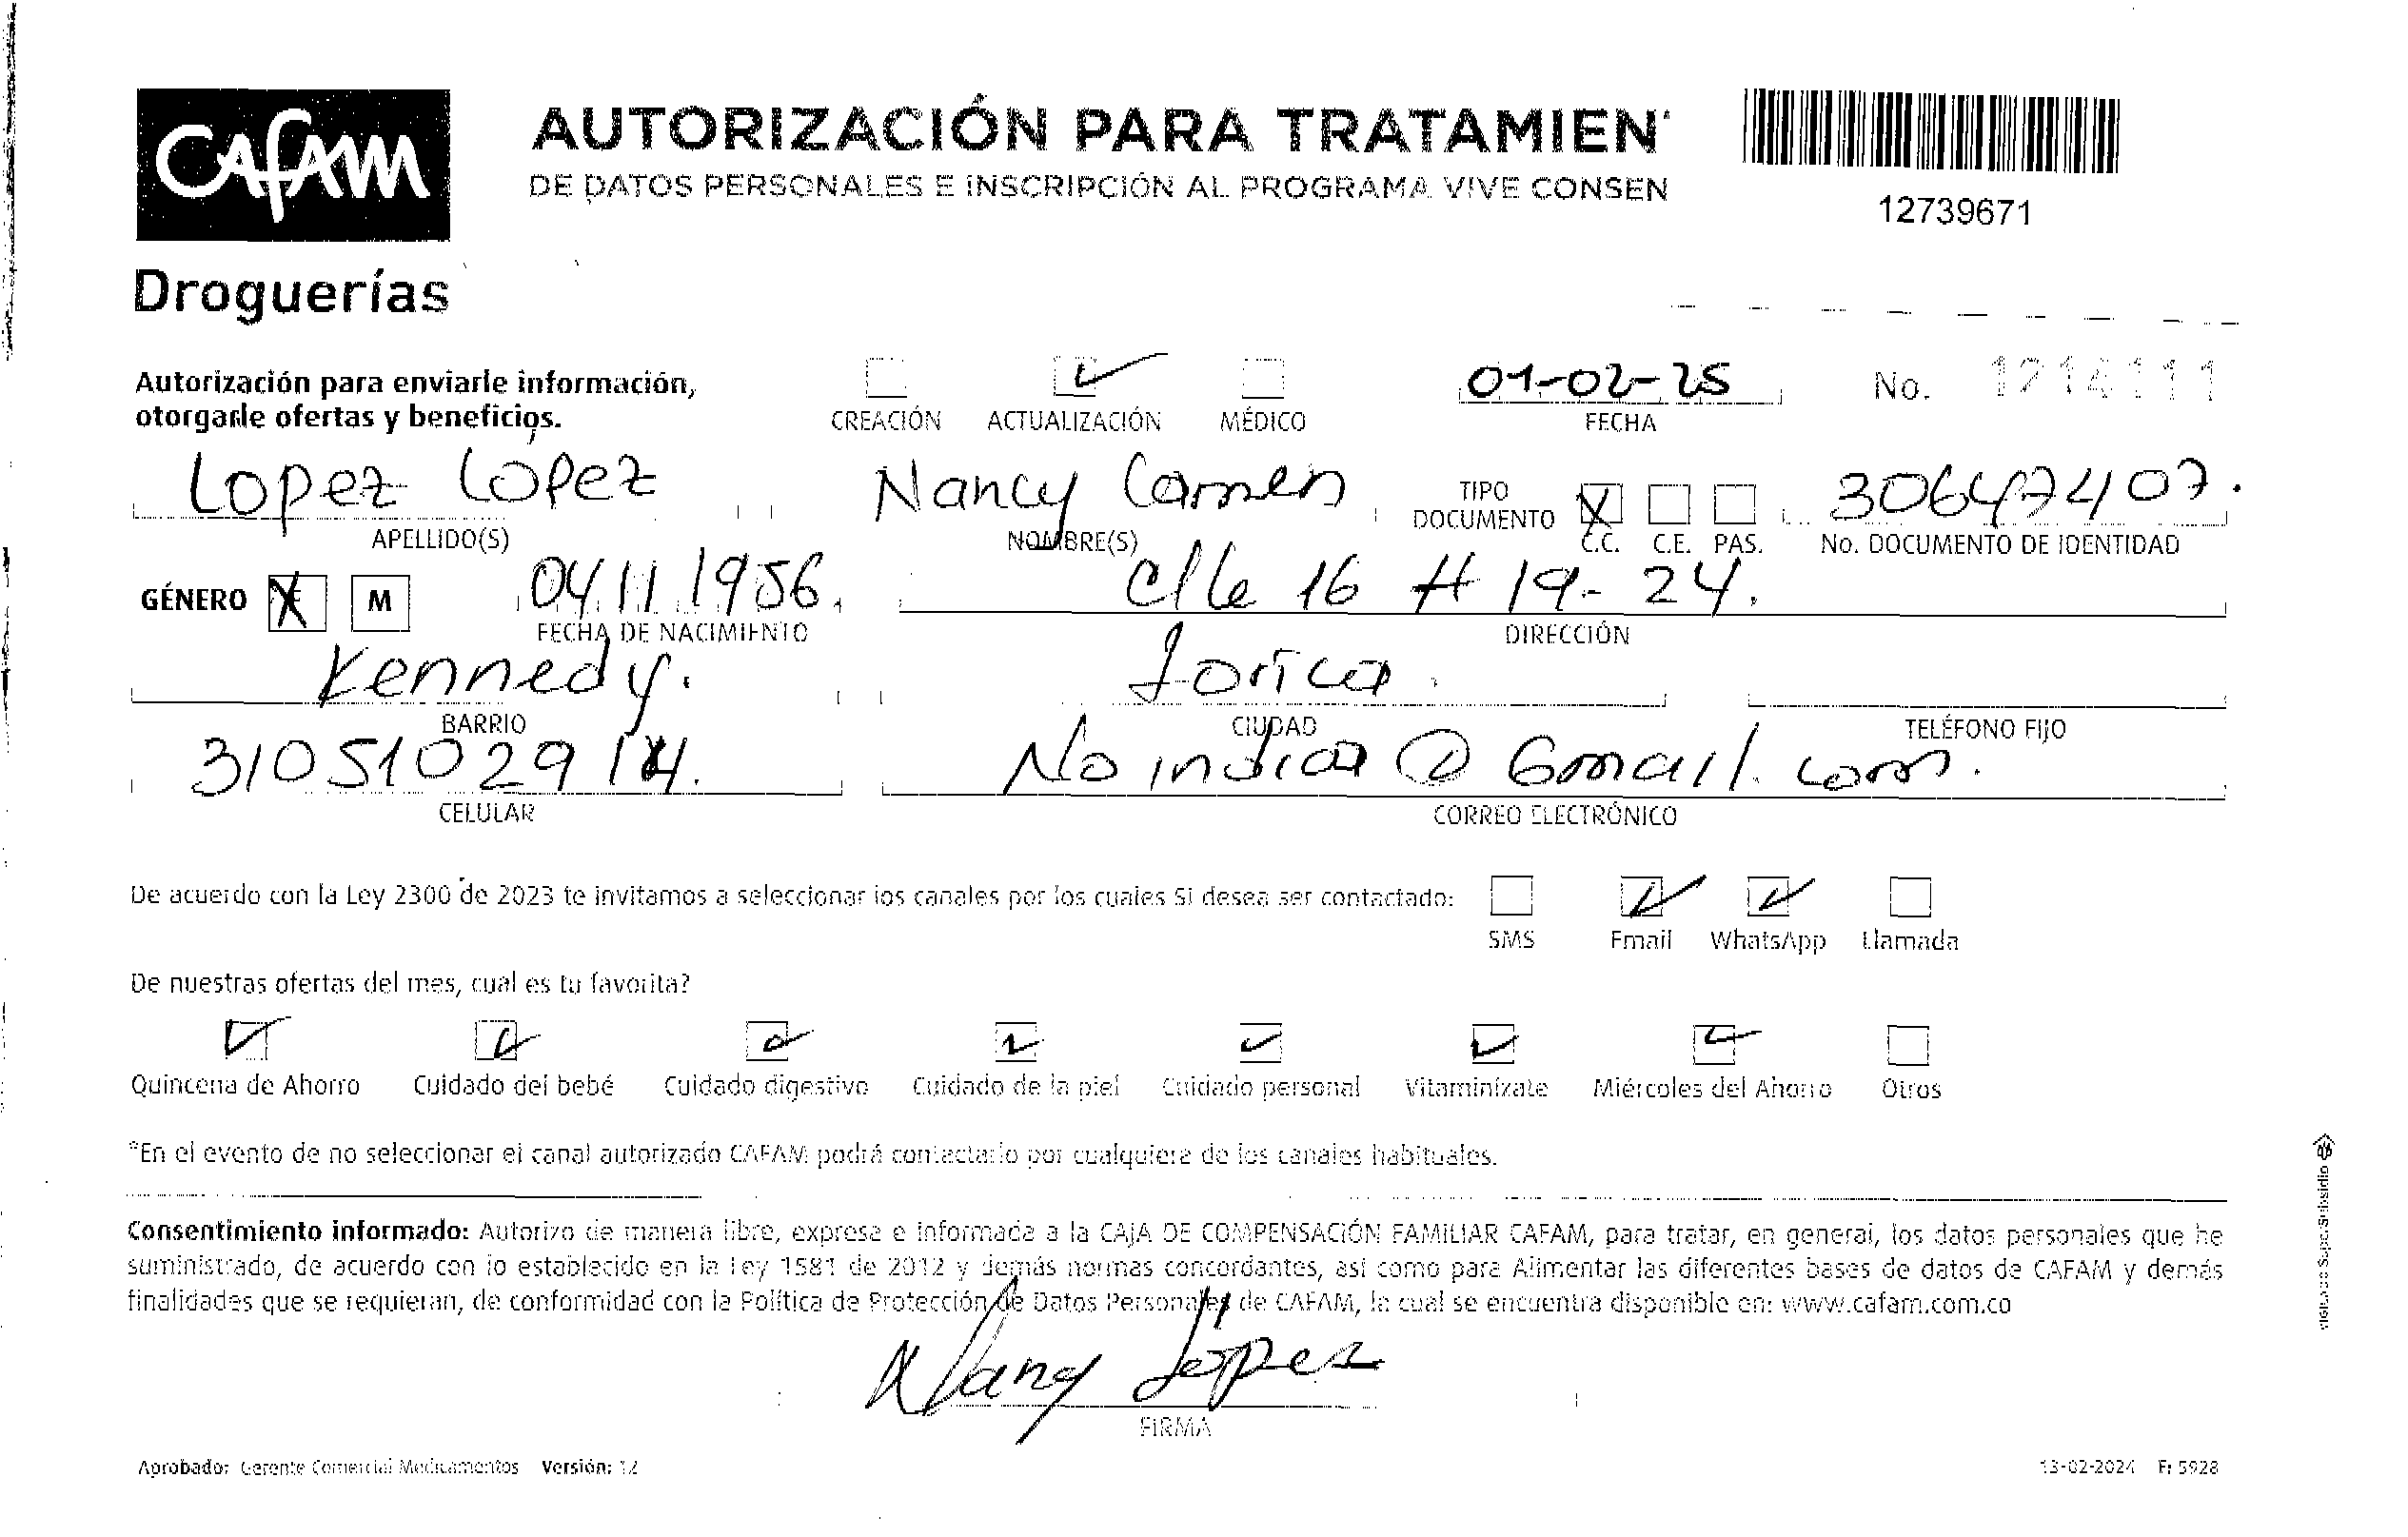 CAfAM
Droguerías
AUTORIZACIÓN PARA TRATAMIEN
DE DATOS PERSONALES E INSCRIPCIÓN AL PROGRAMA VIVE CONSEN
12739671
Autorización para enviarle información,
otorgarle ofertas y beneficios.
CREACIÓN ACTUALIZACIÓN MÉDICO
01-02-25
FECHA
No. 1214111
Lopez Lopez
APELLIDO(S)
Nancy Carmen
NOMBRE(S)
TIPO
DOCUMENTO
X
C.C. C.E. PAS.
30647407.
No. DOCUMENTO DE IDENTIDAD
GÉNERO X M
04 11 1956
FECHA DE NACIMIENTO
Clle 16 # 19- 24.
DIRECCIÓN
Kennedy.
BARRIO
Lorica.
CIUDAD
TELÉFONO FIJO
31051029
CELULAR
No indica @ Gmail. com.
CORREO ELECTRÓNICO
De acuerdo con la Ley 2300 de 2023 te invitamos a seleccionar los canales por los cuales SI desea ser contactado:
SMS Email WhatsApp Llamada
De nuestras ofertas del mes, cual es tu favorita?
Quincena de Ahorro Cuidado del bebé Cuidado digestivo Cuidado de la piel Cuidado personal Vitamínizate Miércoles del Ahorro Otros
*En el evento de no seleccionar el canal autorizado CAFAM podrá contactarlo por cualquiera de los canales habituales.
Consentimiento informado: Autorizo de manera libre, expresa e informada a la CAJA DE COMPENSACIÓN FAMILIAR CAFAM, para tratar, en general, los datos personales que he
suministrado, de acuerdo con lo establecido en la Ley 1581 de 2012 y demás normas concordantes, así como para Alimentar las diferentes bases de datos de CAFAM y demás
finalidades que se requieran, de conformidad con la Política de Protección de Datos Personales de CAFAM, la cual se encuentra disponible en: www.cafam.com.co
Nancy Lopez
FIRMA
Aprobado: Gerente Comercial Medicamentos Versión: 12
13-02-2024 F: 5928